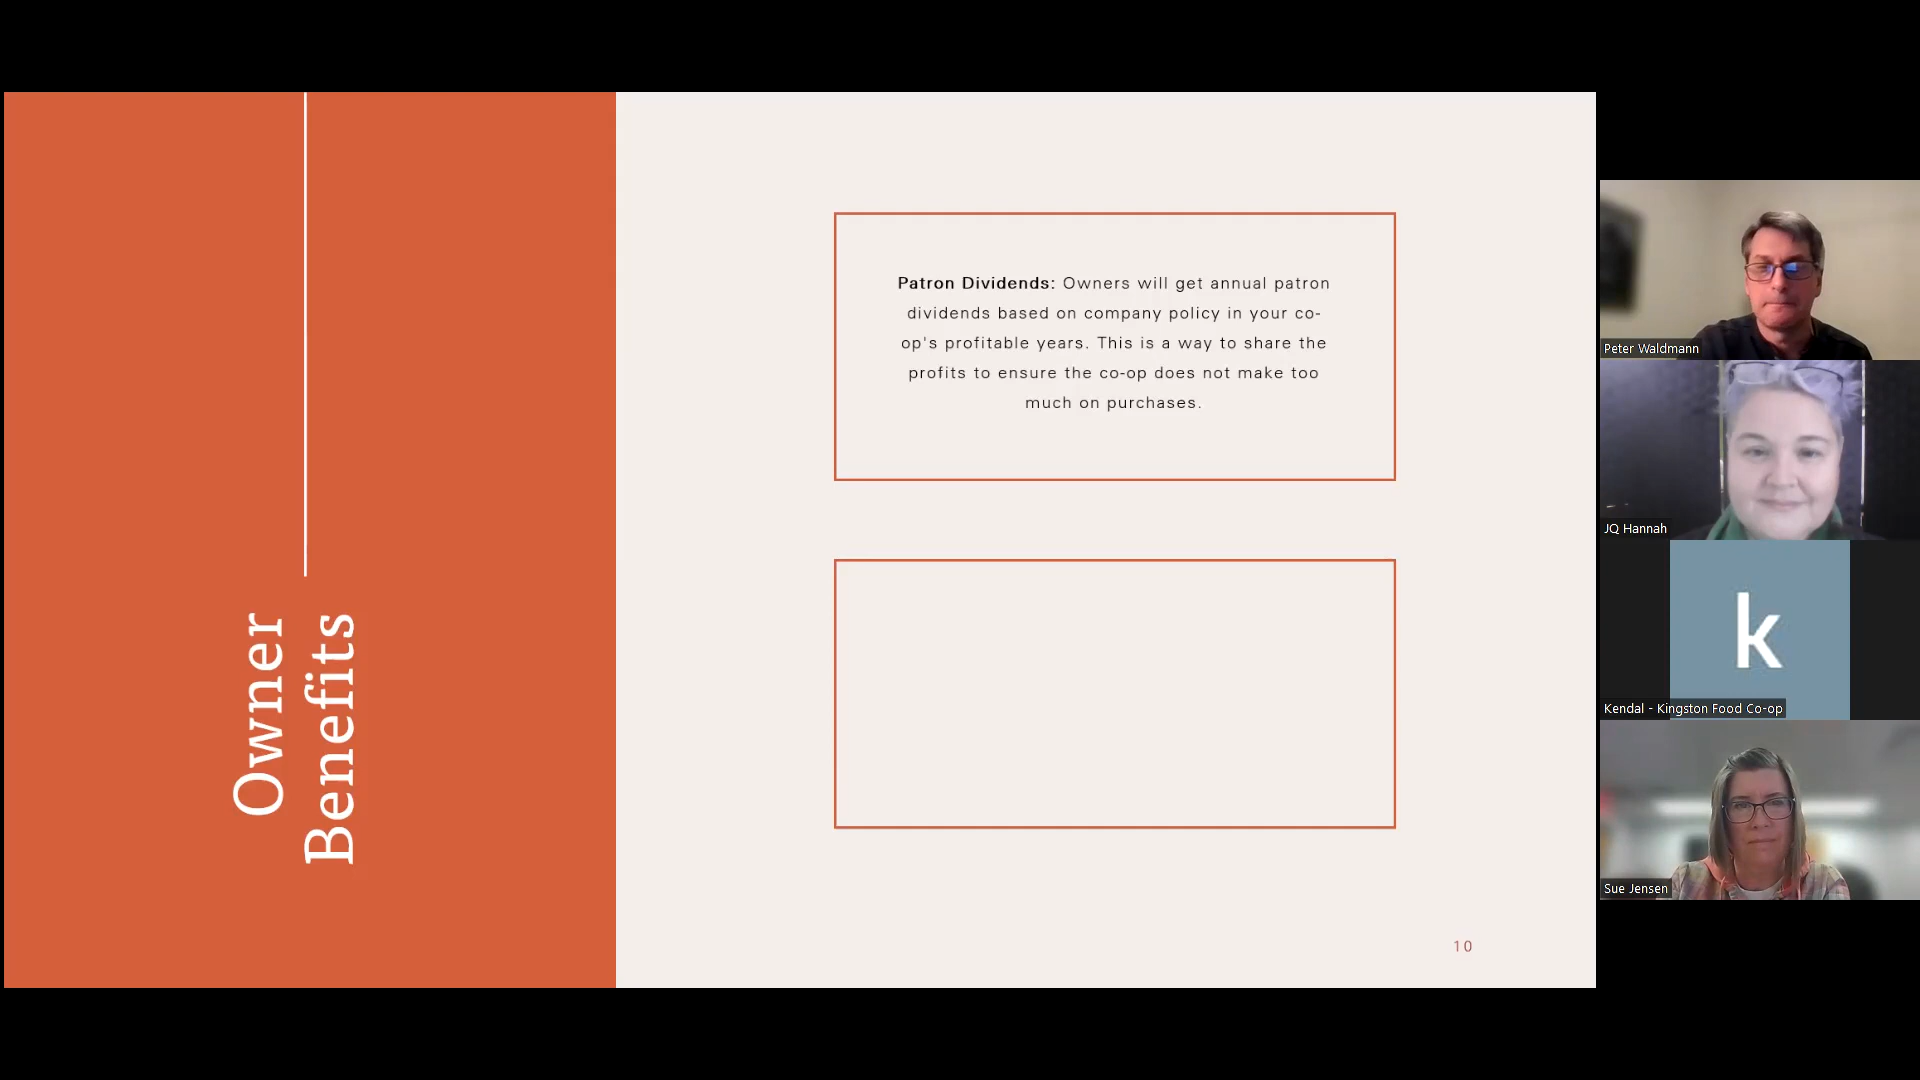 Owner
Benefits
Patron Dividends: Owners will get annual patron
dividends based on company policy in your co-
op's profitable years. This is a way to share the
profits to ensure the co-op does not make too
much on purchases.
10
Peter Waldmann
JQ Hannah
k
Kendal - Kingston Food Co-op
Sue Jensen